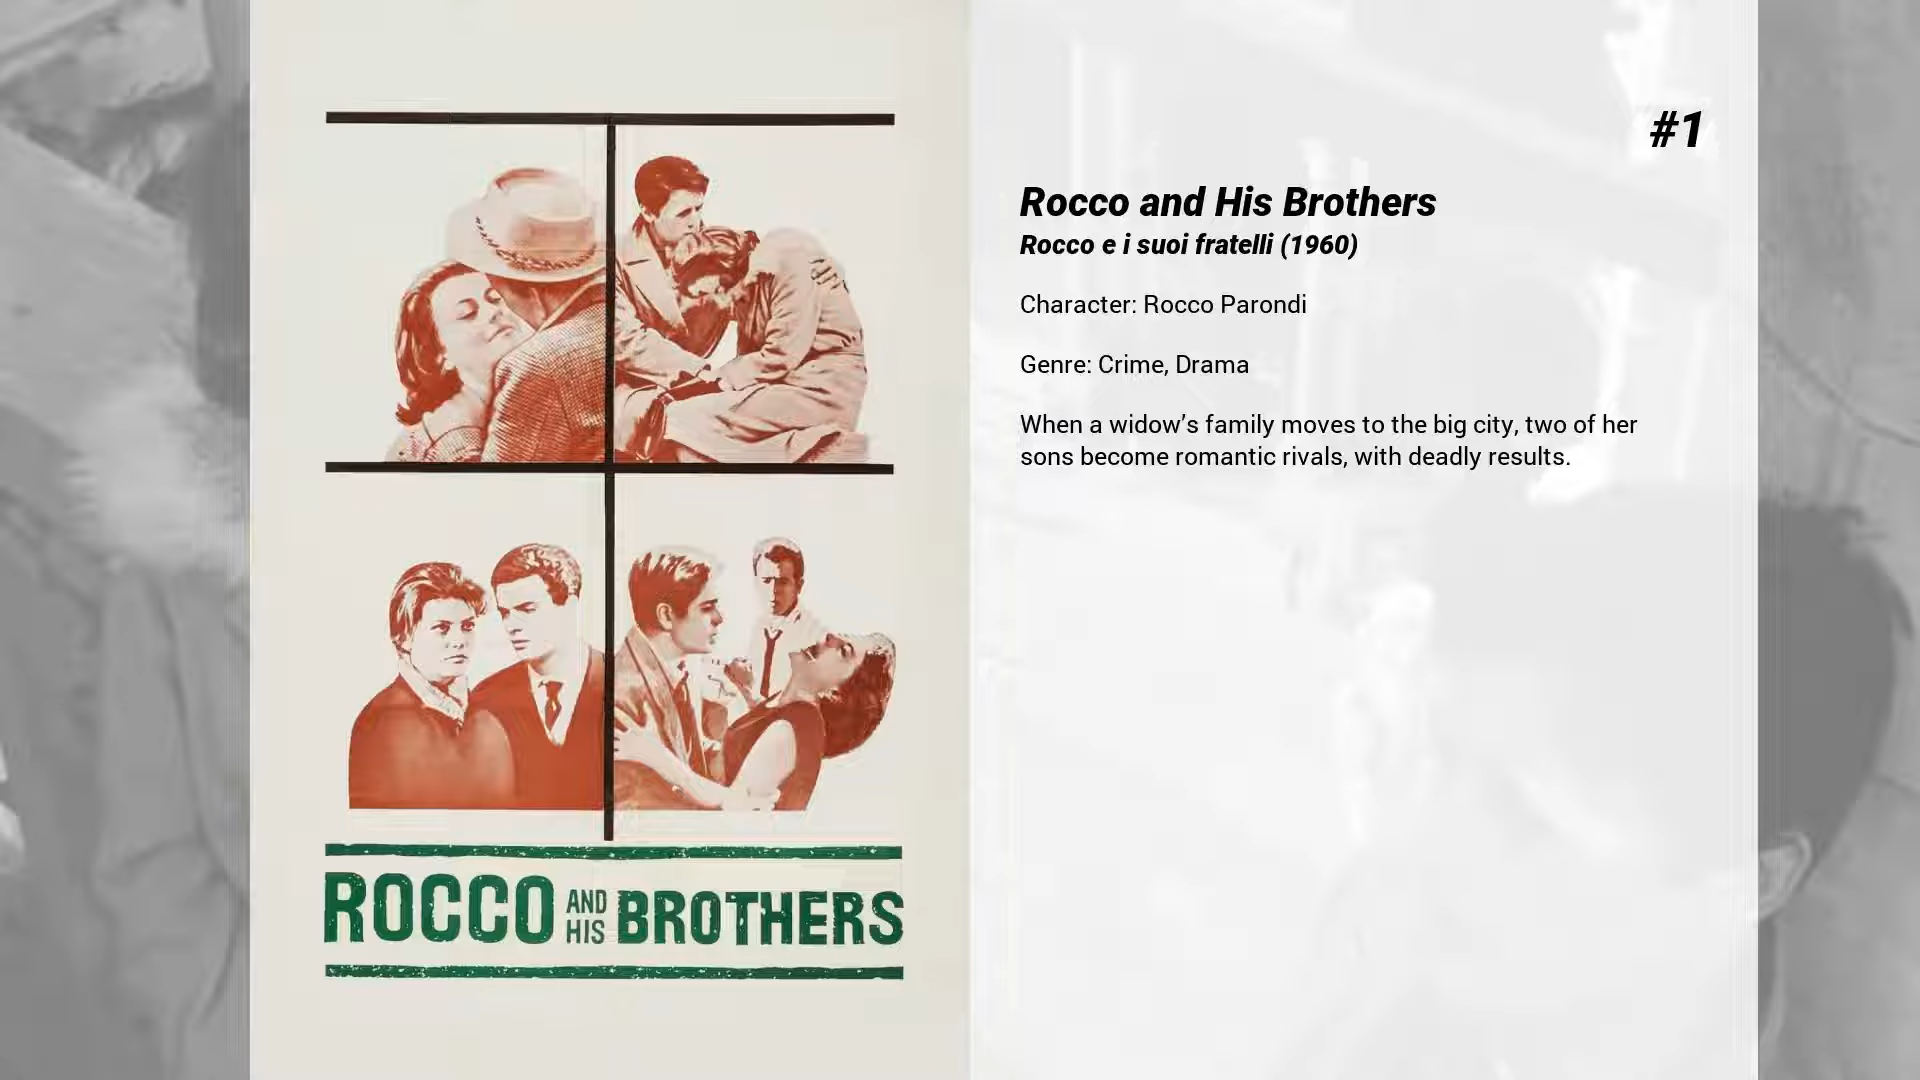 #1
Rocco and His Brothers
Rocco e i suoi fratelli (1960)
Character: Rocco Parondi
Genre: Crime, Drama
When a widow's family moves to the big city, two of her
sons become romantic rivals, with deadly results.
ROCCO AND HIS BROTHERS